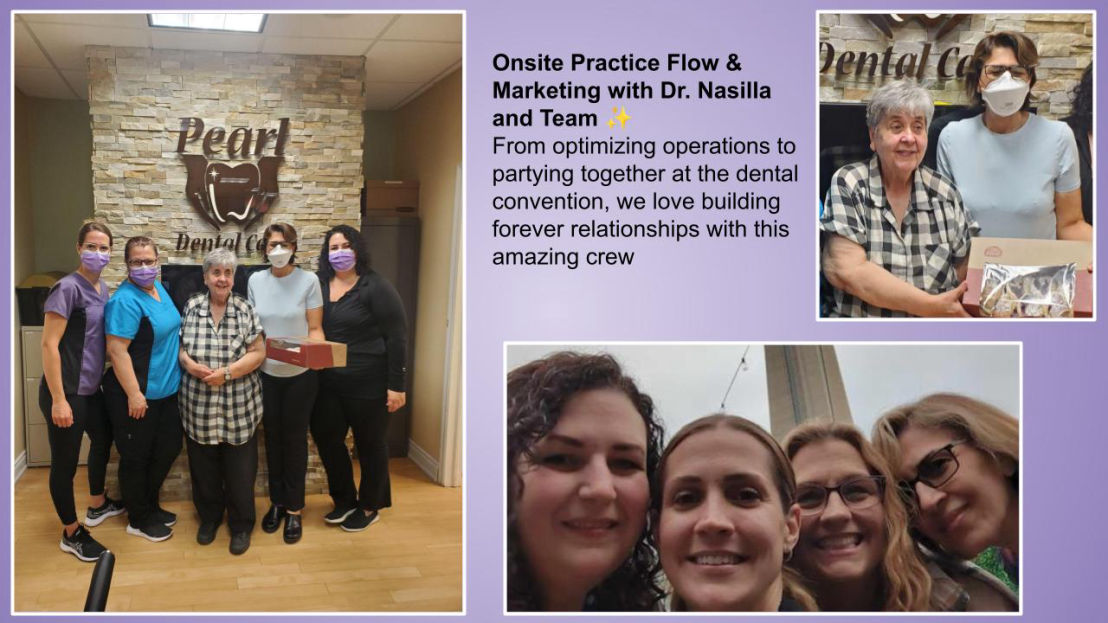 Pearl
Dental Ca
Onsite Practice Flow &
Marketing with Dr. Nasilla
and Team ✨
From optimizing operations to
partying together at the dental
convention, we love building
forever relationships with this
amazing crew
Dental Ca